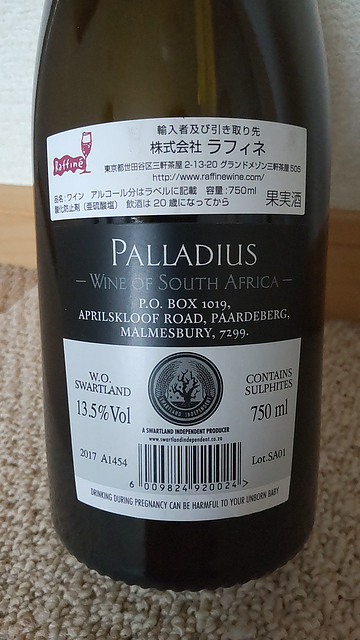 Raffiné
輸入者及び引き取り先
株式会社 ラフィネ
東京都世田谷区三軒茶屋 2-13-20 グランドメゾン三軒茶屋 505
http://www.raffinewine.com/
品名:ワイン アルコール分はラベルに記載 容量:750ml
酸化防止剤(亜硫酸塩) 飲酒は20歳になってから
果実酒
PALLADIUS
– WINE OF SOUTH AFRICA –
P.O. BOX 1019,
APRILSKLOOF ROAD, PAARDEBERG,
MALMESBURY, 7299.
W.O.
SWARTLAND
13.5%Vol
CONTAINS
SULPHITES
750 ml
SWARTLAND INDEPENDENT
A SWARTLAND INDEPENDENT PRODUCER
www.swartlandindependent.co.za
2017 A1454
Lot.SA01
6 009824 920024 >
DRINKING DURING PREGNANCY CAN BE HARMFUL TO YOUR UNBORN BABY